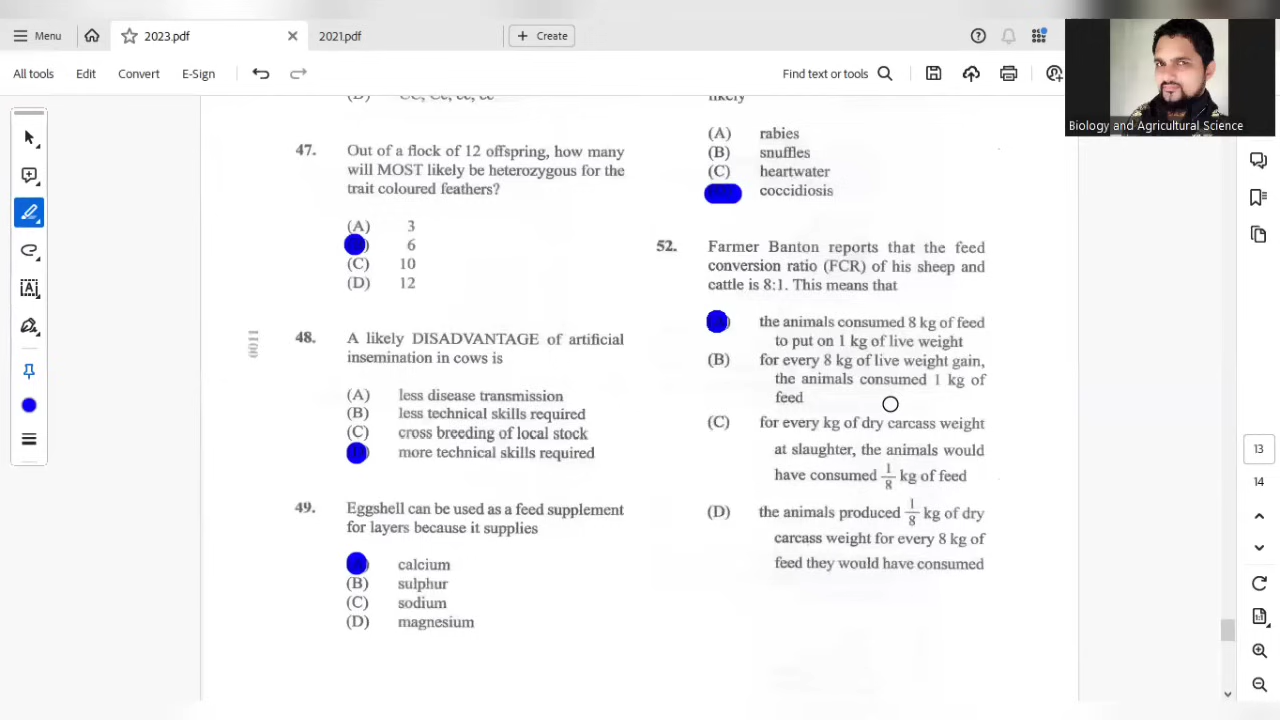 Menu
2023.pdf
2021.pdf
Create
All tools
Edit
Convert
E-Sign
Find text or tools
Biology and Agricultural Science
47. Out of a flock of 12 offspring, how many
will MOST likely be heterozygous for the
trait coloured feathers?
(A) 3
6
(C) 10
(D) 12
48. A likely DISADVANTAGE of artificial
insemination in cows is
(A) less disease transmission
(B) less technical skills required
(C) cross breeding of local stock
more technical skills required
49. Eggshell can be used as a feed supplement
for layers because it supplies
calcium
(B) sulphur
(C) sodium
(D) magnesium
likely
(A) rabies
(B) snuffles
(C) heartwater
coccidiosis
52. Farmer Banton reports that the feed
conversion ratio (FCR) of his sheep and
cattle is 8:1. This means that
the animals consumed 8 kg of feed
to put on 1 kg of live weight
(B) for every 8 kg of live weight gain,
the animals consumed 1 kg of
feed
(C) for every kg of dry carcass weight
at slaughter, the animals would
have consumed 1/8 kg of feed
(D) the animals produced 1/8 kg of dry
carcass weight for every 8 kg of
feed they would have consumed
13
14